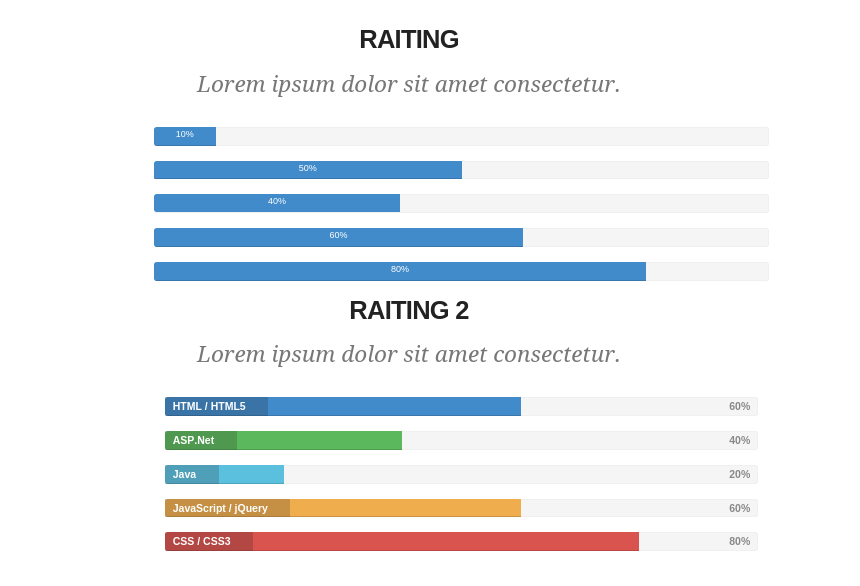 RAITING
Lorem ipsum dolor sit amet consectetur.
10%
50%
40%
60%
80%
RAITING 2
Lorem ipsum dolor sit amet consectetur.
HTML / HTML5 60%
ASP.Net 40%
Java 20%
JavaScript / jQuery 60%
CSS / CSS3 80%